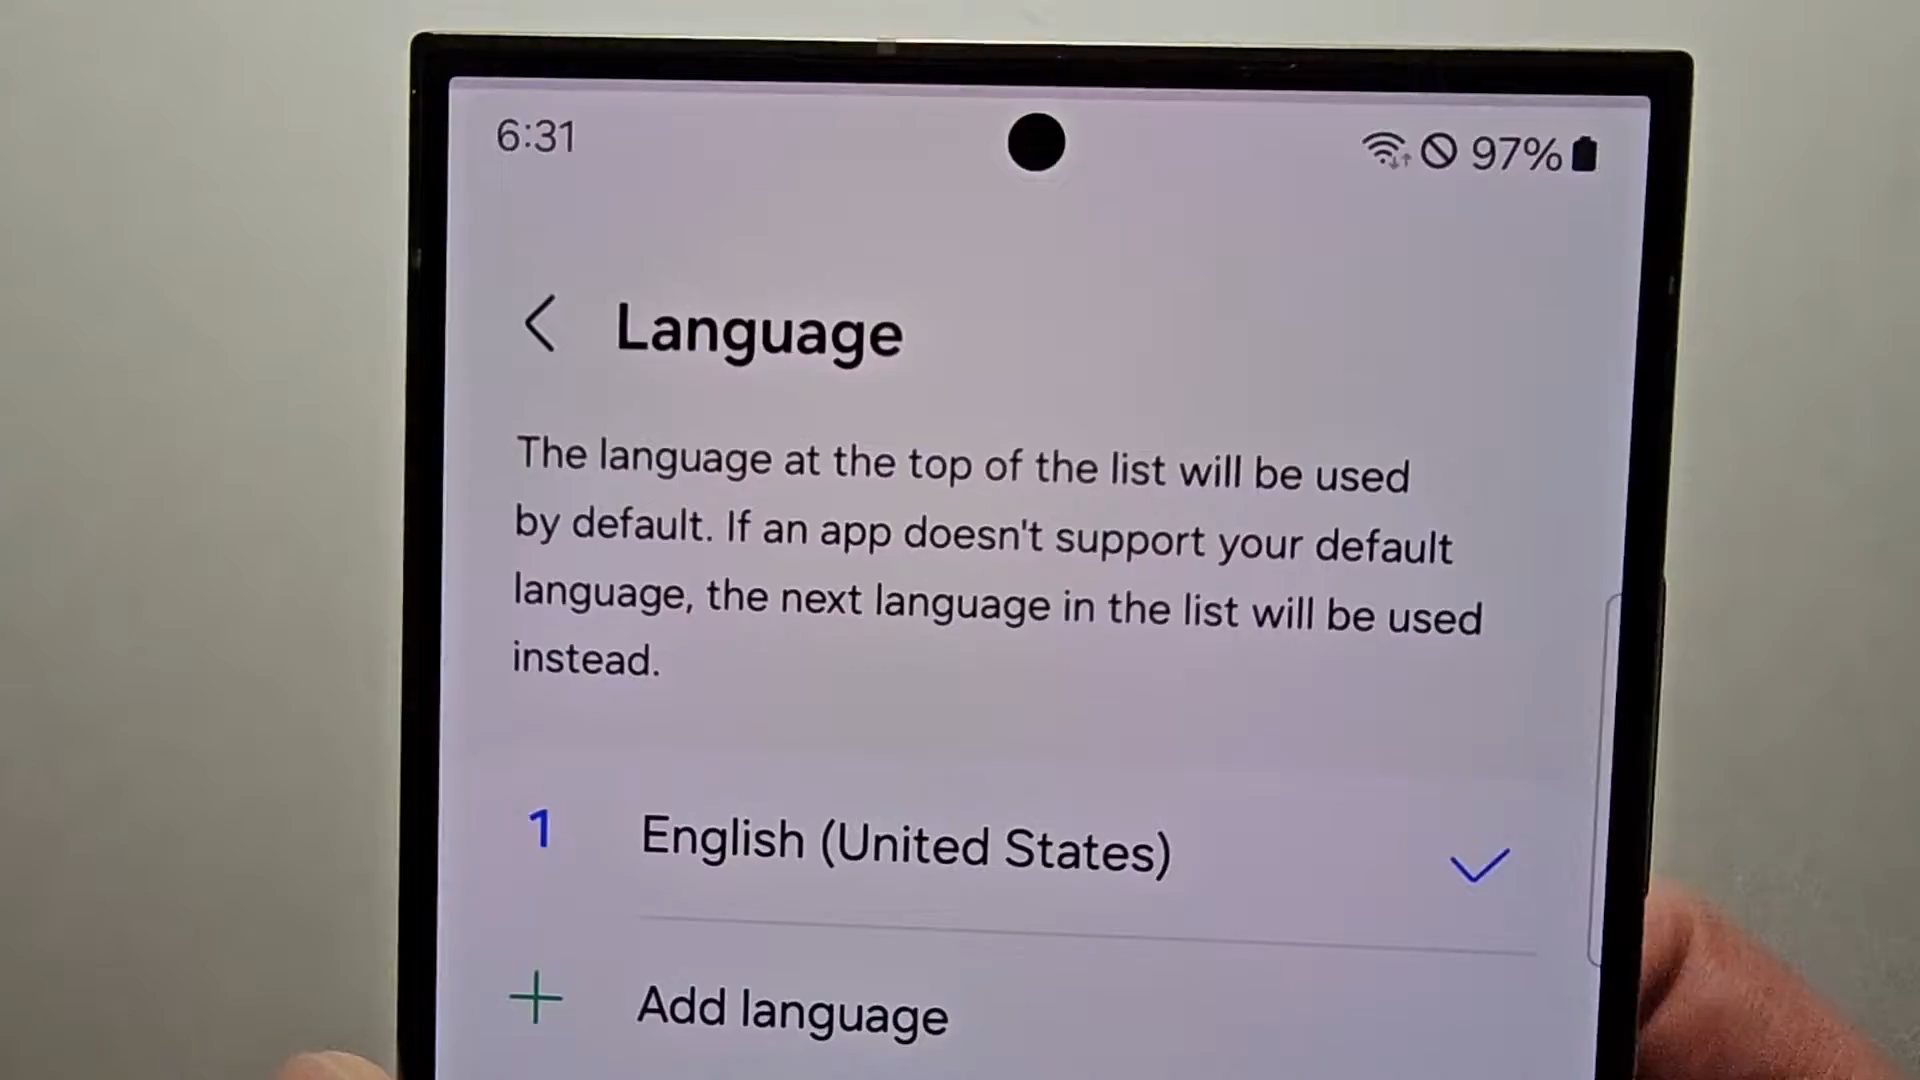 6:31
97%
Language
The language at the top of the list will be used
by default. If an app doesn't support your default
language, the next language in the list will be used
instead.
1 English (United States)
Add language